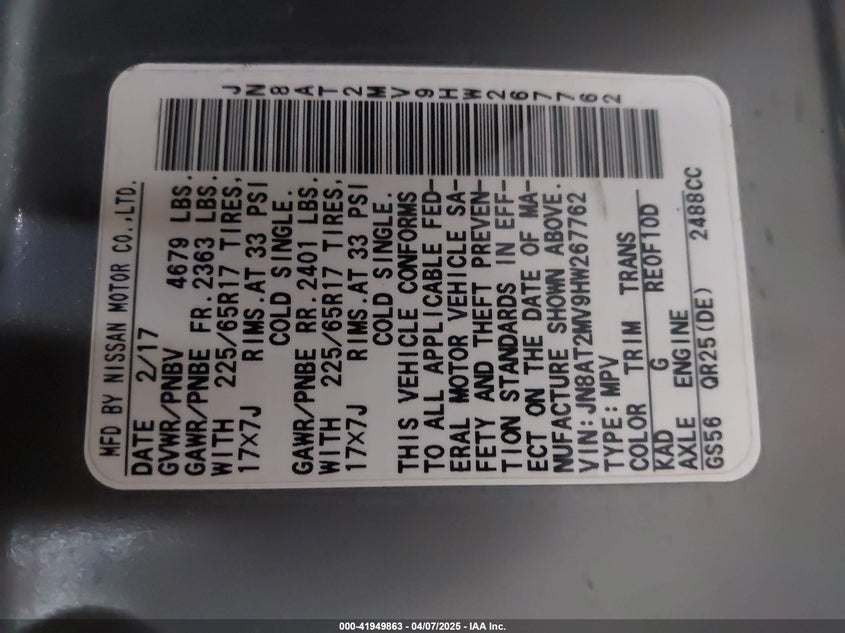 JN8AT2MV9HW267762
MFD BY NISSAN MOTOR CO.,LTD.
DATE 2/17
GVWR/PNBV 4679 LBS.
GAWR/PNBE FR.2363 LBS.
WITH 225/65R17 TIRES,
17X7J RIMS.AT 33 PSI
COLD SINGLE.
GAWR/PNBE RR.2401 LBS.
WITH 225/65R17 TIRES,
17X7J RIMS.AT 33 PSI
COLD SINGLE.
THIS VEHICLE CONFORMS
TO ALL APPLICABLE FED-
ERAL MOTOR VEHICLE SA-
FETY AND THEFT PREVEN-
TION STANDARDS IN EFF-
ECT ON THE DATE OF MA-
NUFACTURE SHOWN ABOVE.
VIN: JN8AT2MV9HW267762
TYPE: MPV
COLOR TRIM TRANS
KAD G RE0F10D
AXLE ENGINE
GS56 QR25(DE) 2488CC
000-41949863 - 04/07/2025 - IAA Inc.